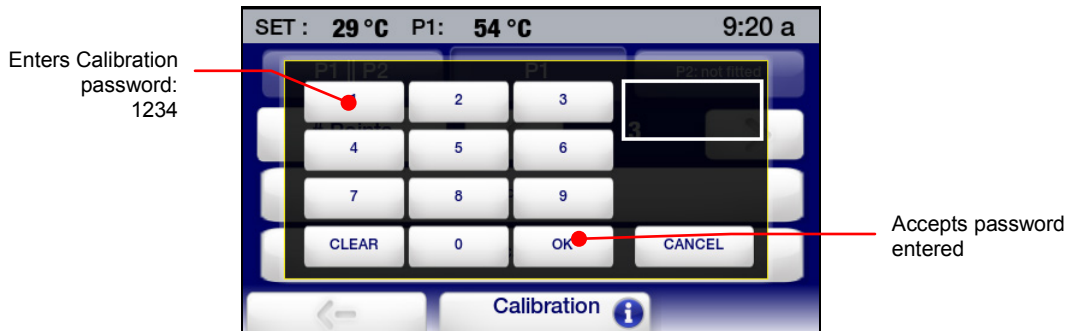 SET : 29 °C P1: 54 °C 9:20 a
Enters Calibration
password:
1234
P1 || P2 P1 P2: not fitted
1 2 3
# Points 3
4 5 6
7 8 9
CLEAR 0 OK CANCEL
Accepts password
entered
Calibration i